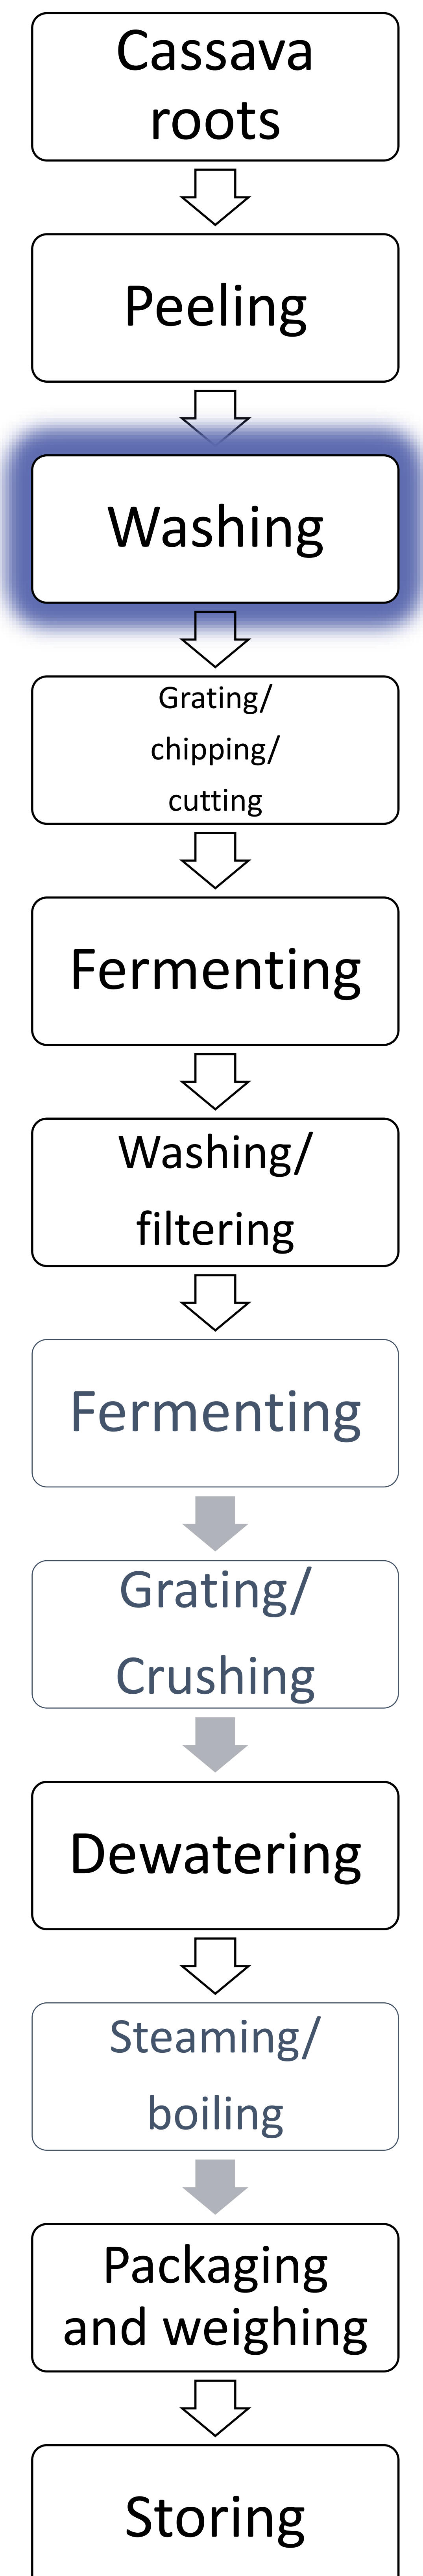 Cassava
roots
Peeling
Washing
Grating/
chipping/
cutting
Fermenting
Washing/
filtering
Fermenting
Grating/
Crushing
Dewatering
Steaming/
boiling
Packaging
and weighing
Storing